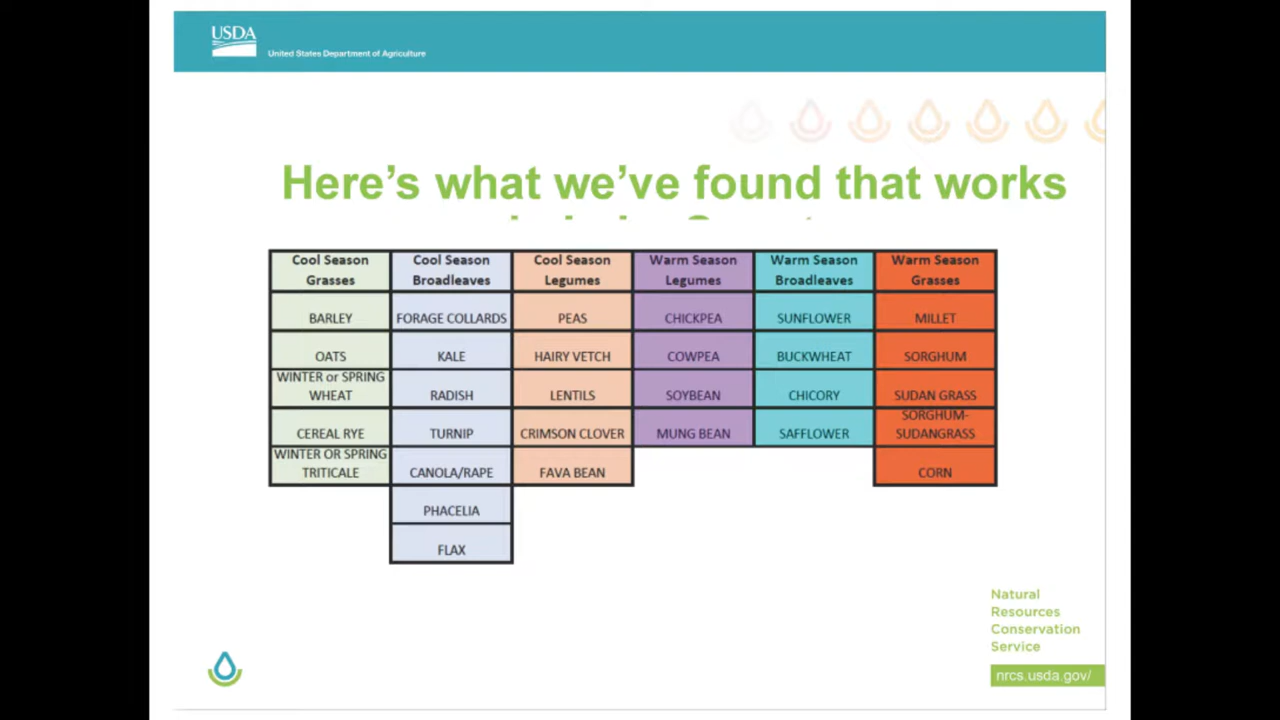 USDA
United States Department of Agriculture
Here's what we've found that works
Cool Season Grasses
Cool Season Broadleaves
Cool Season Legumes
Warm Season Legumes
Warm Season Broadleaves
Warm Season Grasses
BARLEY
FORAGE COLLARDS
PEAS
CHICKPEA
SUNFLOWER
MILLET
OATS
KALE
HAIRY VETCH
COWPEA
BUCKWHEAT
SORGHUM
WINTER or SPRING
WHEAT
RADISH
LENTILS
SOYBEAN
CHICORY
SUDAN GRASS
CEREAL RYE
TURNIP
CRIMSON CLOVER
MUNG BEAN
SAFFLOWER
SORGHUM-
SUDANGRASS
WINTER OR SPRING
TRITICALE
CANOLA/RAPE
FAVA BEAN
CORN
PHACELIA
FLAX
Natural
Resources
Conservation
Service
nrcs.usda.gov/